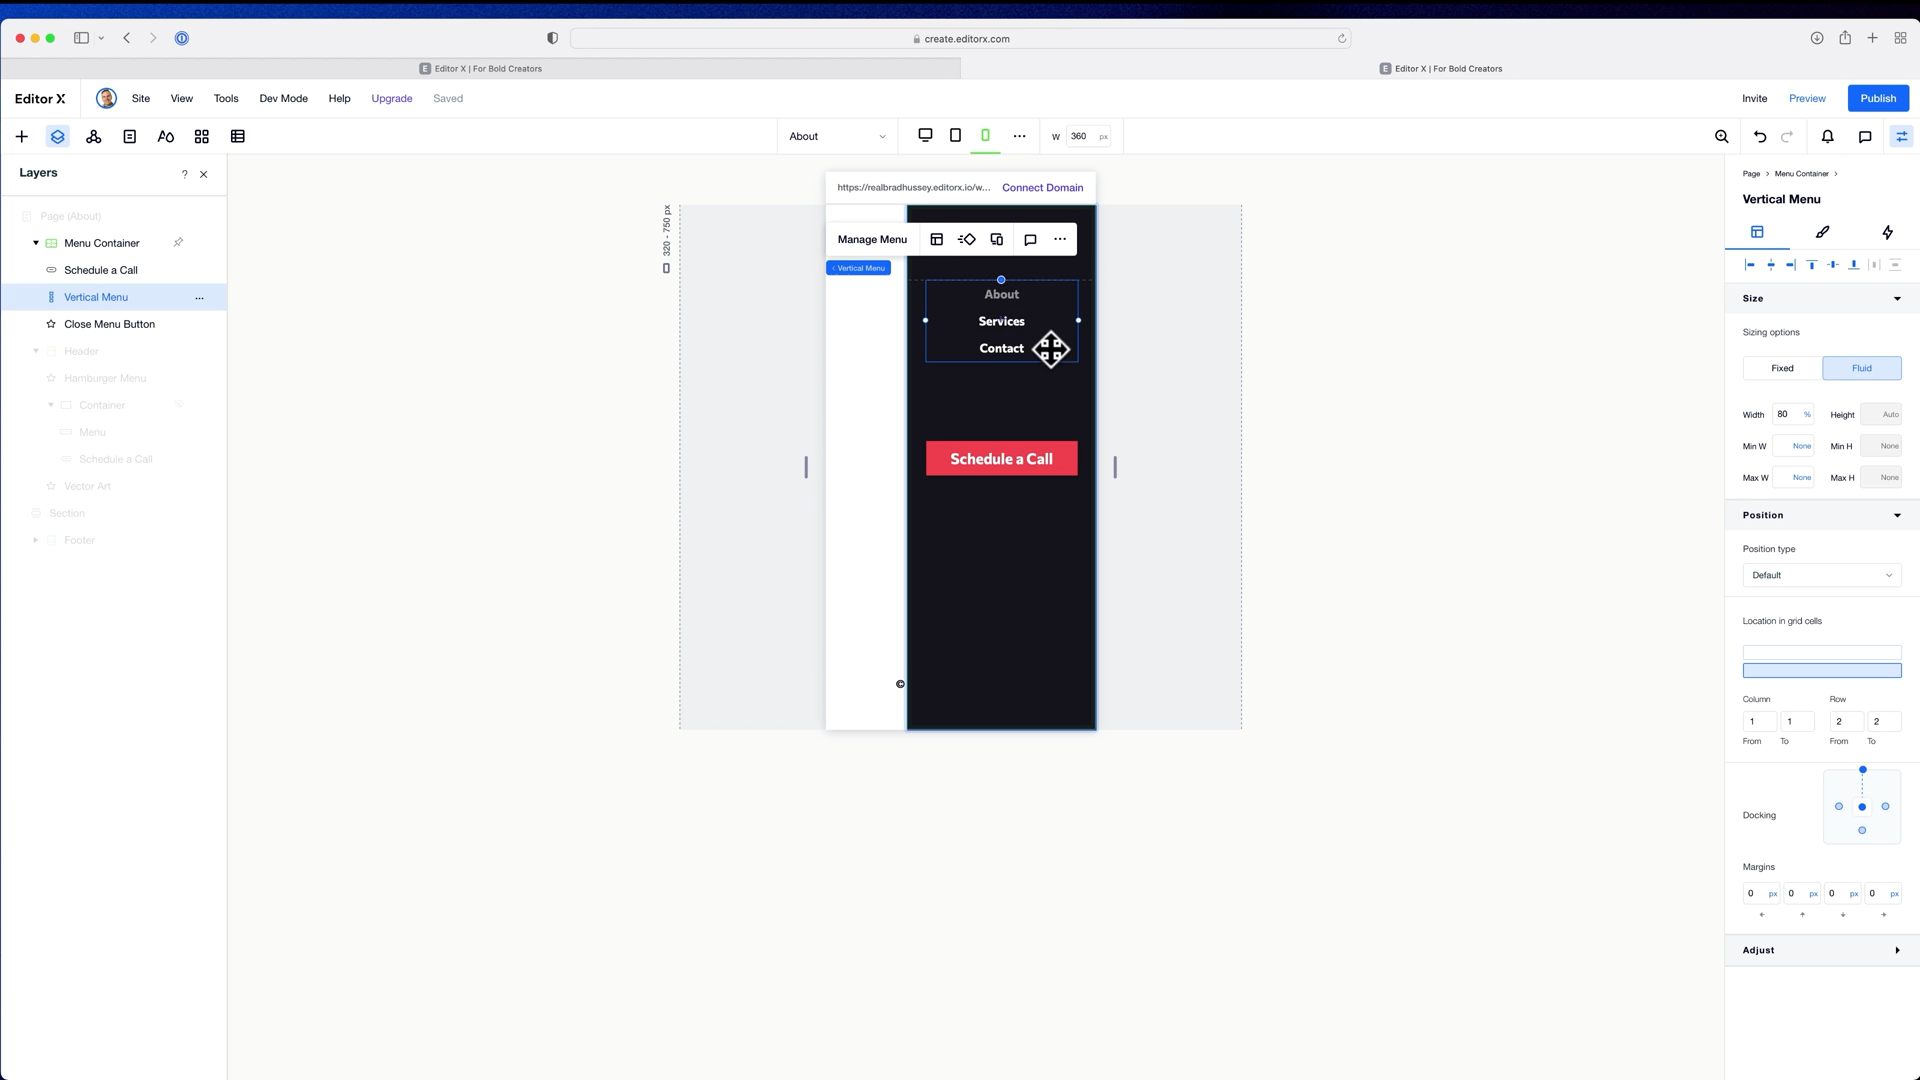 create.editorx.com
E Editor X | For Bold Creators
E Editor X | For Bold Creators
Editor X
Site
View
Tools
Dev Mode
Help
Upgrade
Saved
Invite
Preview
Publish
About
W 360 px
Layers
?
Page (About)
Menu Container
Schedule a Call
Vertical Menu
Close Menu Button
Header
Hamburger Menu
Container
Menu
Schedule a Call
Vector Art
Section
Footer
320 - 750 px
https://realbradhussey.editorx.io/w...
Connect Domain
Manage Menu
‹ Vertical Menu
About
Services
Contact
Schedule a Call
©
Page › Menu Container ›
Vertical Menu
Size
Sizing options
Fixed
Fluid
Width 80 % Height Auto
Min W None Min H None
Max W None Max H None
Position
Position type
Default
Location in grid cells
Column Row
1 1 2 2
From To From To
Docking
Margins
0 px 0 px 0 px 0 px
Adjust